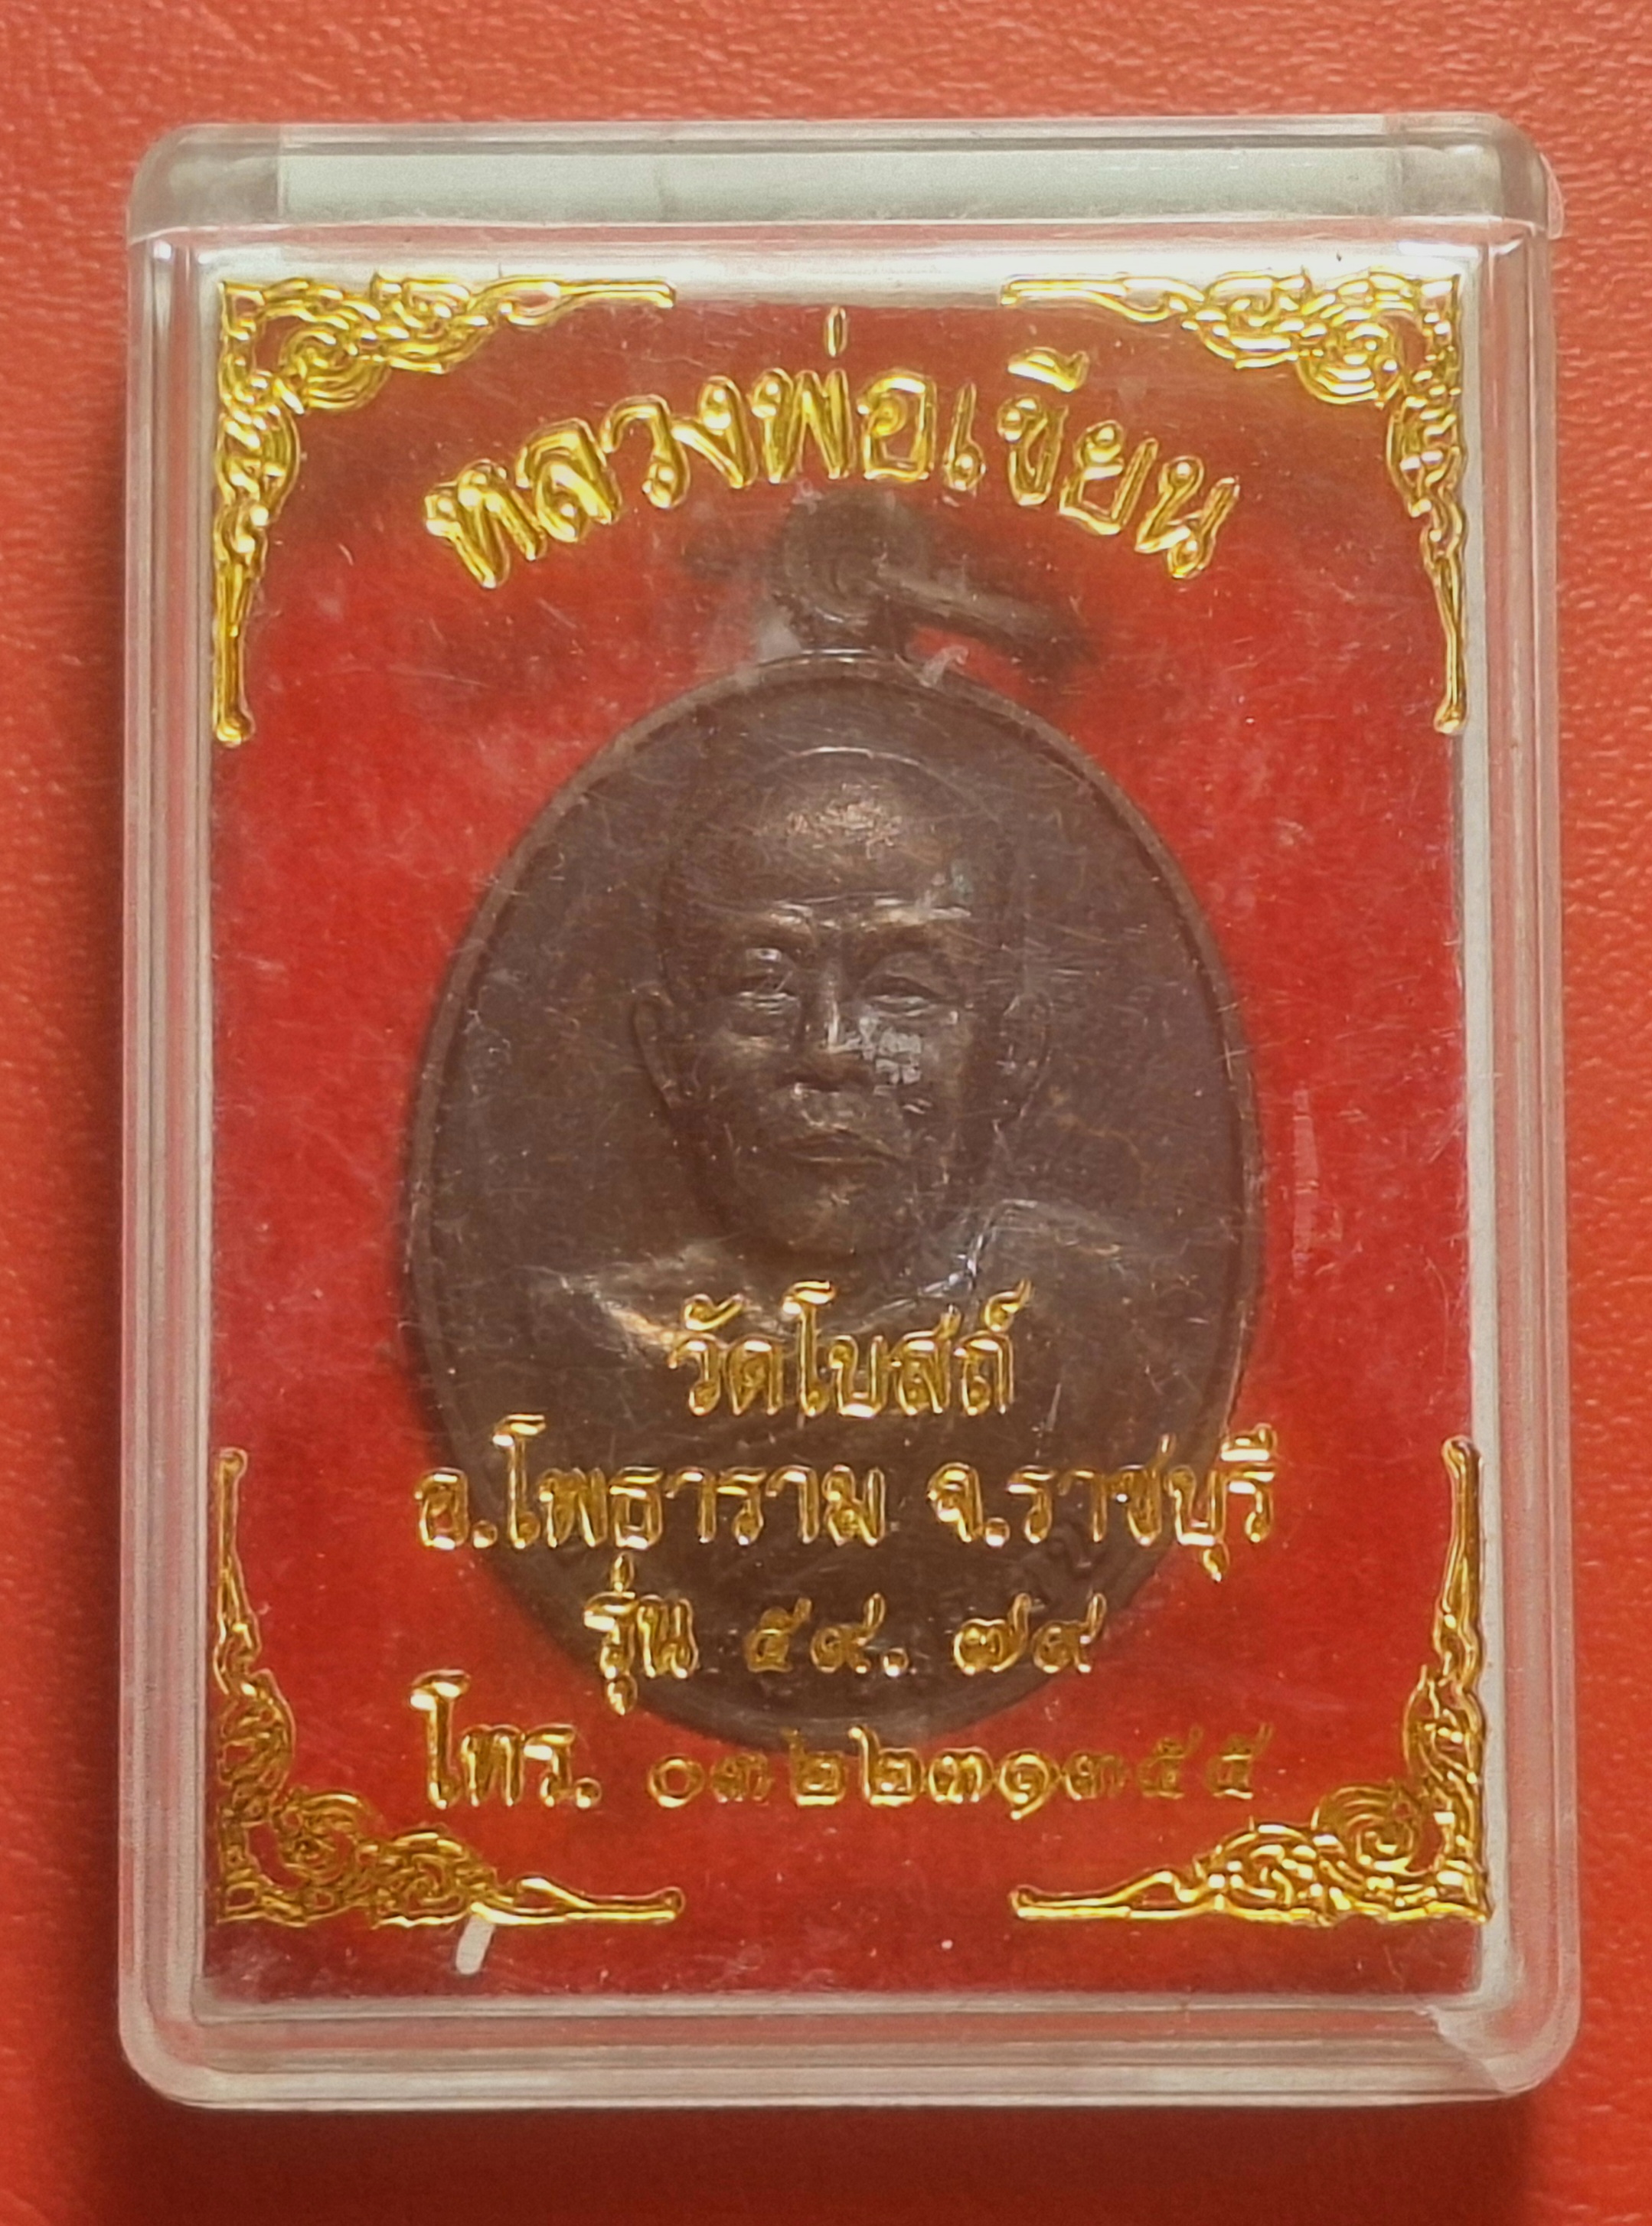 หลวงพ่อเขียน
วัดโบสถ์
อ.โพธาราม จ.ราชบุรี
รุ่น ๕๙. ๗๙
โทร. ๐๓๒๒๓๑๓๕๕